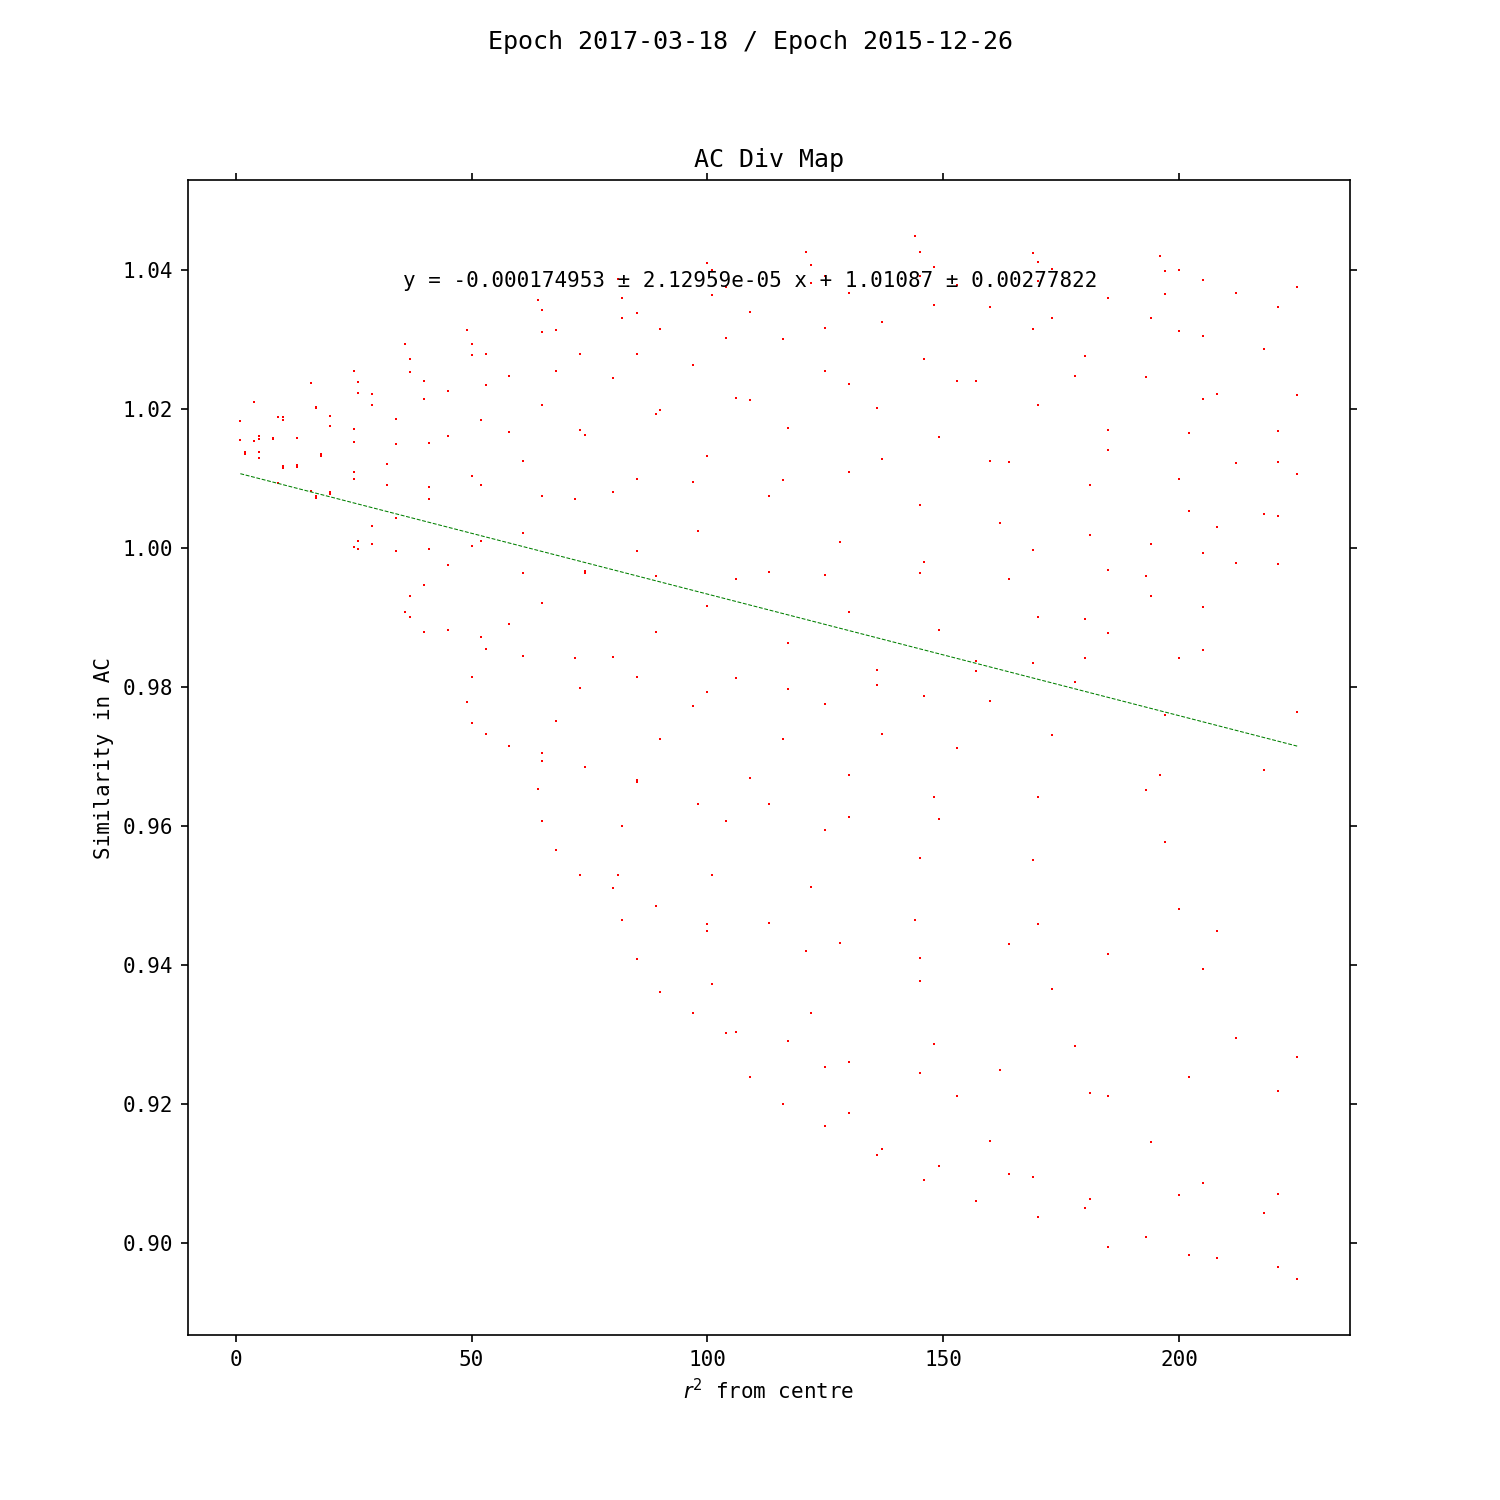 Epoch 2017-03-18 / Epoch 2015-12-26
AC Div Map
y = -0.000174953 ± 2.12959e-05 x + 1.01087 ± 0.00277822
1.04
1.02
1.00
0.98
0.96
0.94
0.92
0.90
Similarity in AC
0 50 100 150 200
r² from centre